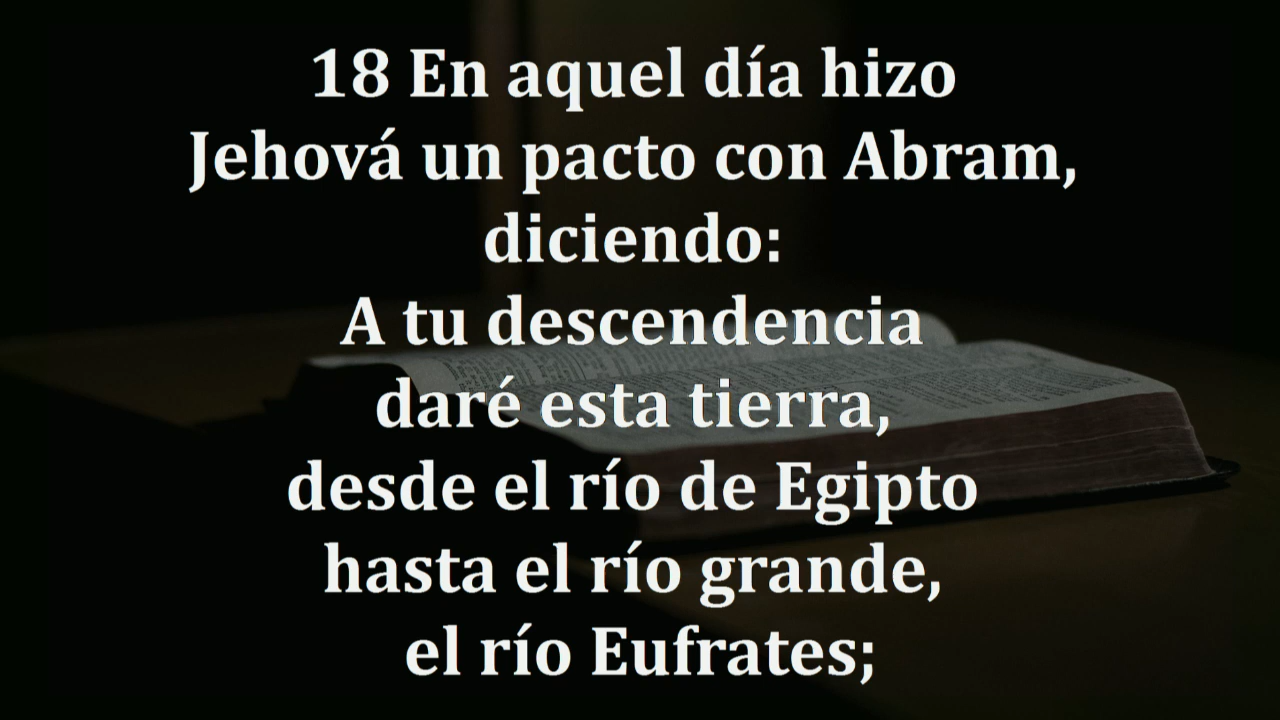 18 En aquel día hizo
Jehová un pacto con Abram,
diciendo:
A tu descendencia
daré esta tierra,
desde el río de Egipto
hasta el río grande,
el río Eufrates;